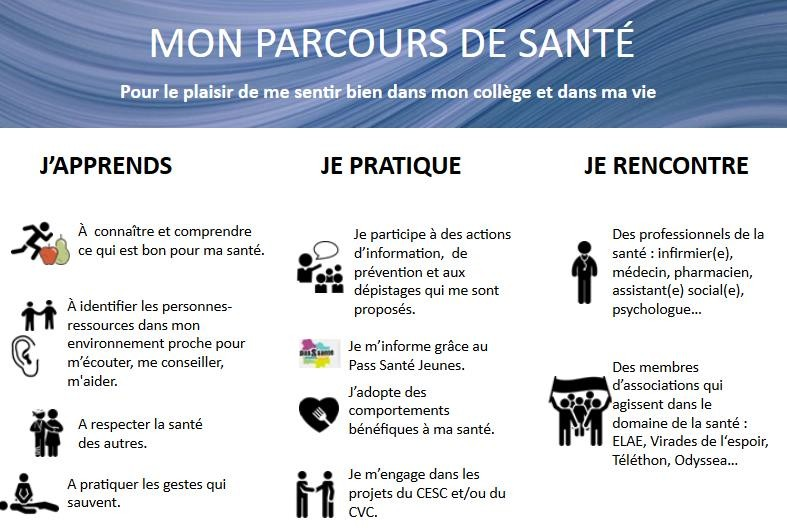 MON PARCOURS DE SANTÉ
Pour le plaisir de me sentir bien dans mon collège et dans ma vie
J’APPRENDS
À connaître et comprendre
ce qui est bon pour ma santé.
À identifier les personnes-
ressources dans mon
environnement proche pour
m’écouter, me conseiller,
m'aider.
A respecter la santé
des autres.
A pratiquer les gestes qui
sauvent.
JE PRATIQUE
Je participe à des actions
d’information, de
prévention et aux
dépistages qui me sont
proposés.
Je m’informe grâce au
Pass Santé Jeunes.
J’adopte des
comportements
bénéfiques à ma santé.
Je m’engage dans les
projets du CESC et/ou du
CVC.
JE RENCONTRE
Des professionnels de la
santé : infirmier(e),
médecin, pharmacien,
assistant(e) social(e),
psychologue…
Des membres
d’associations qui
agissent dans le
domaine de la santé :
ELAE, Virades de l‘espoir,
Téléthon, Odyssea…